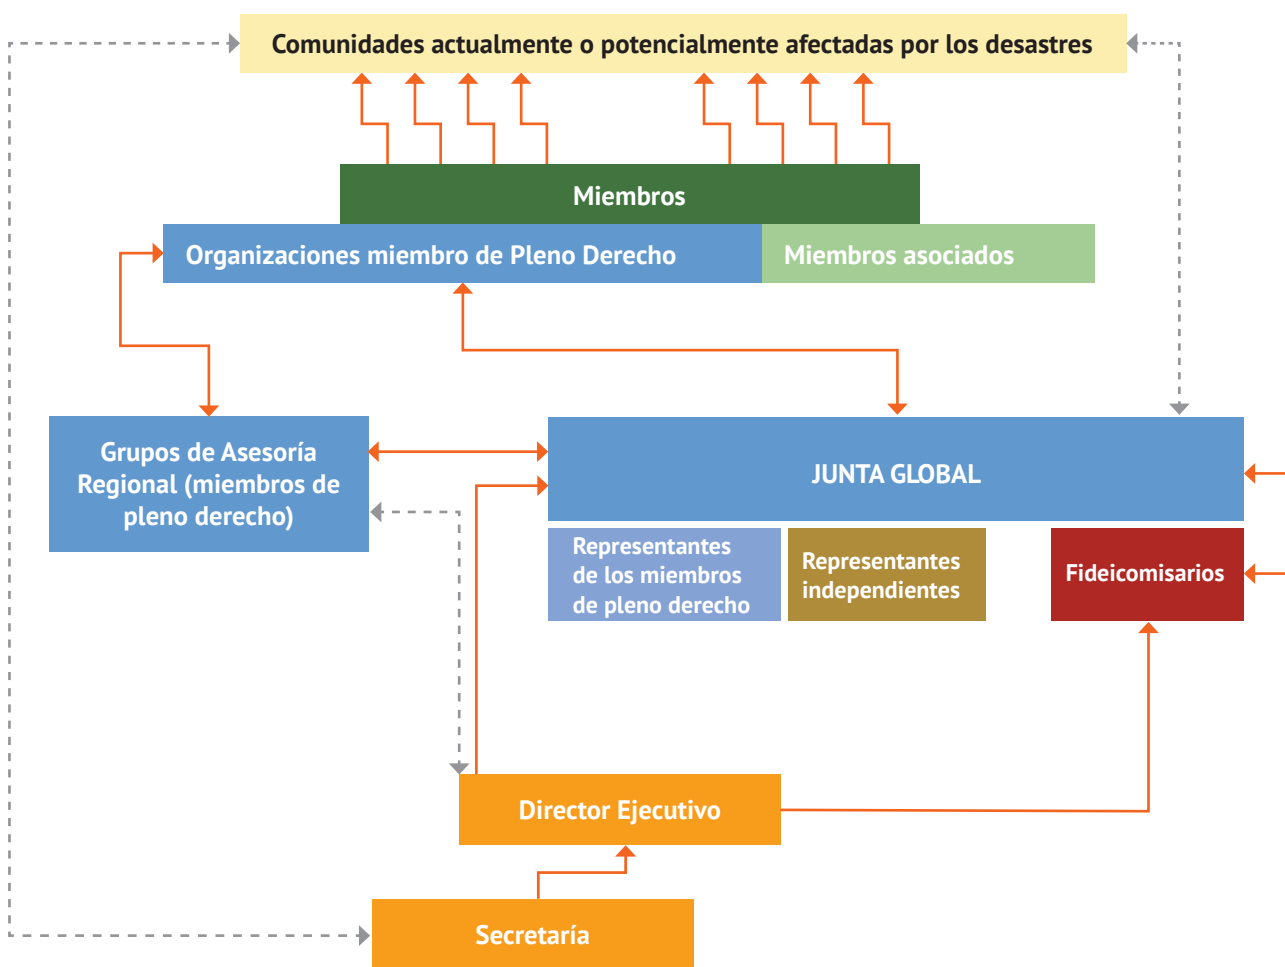 Comunidades actualmente o potencialmente afectadas por los desastres
Miembros
Organizaciones miembro de Pleno Derecho
Miembros asociados
Grupos de Asesoría
Regional (miembros de
pleno derecho)
JUNTA GLOBAL
Representantes
de los miembros
de pleno derecho
Representantes
independientes
Fideicomisarios
Director Ejecutivo
Secretaría